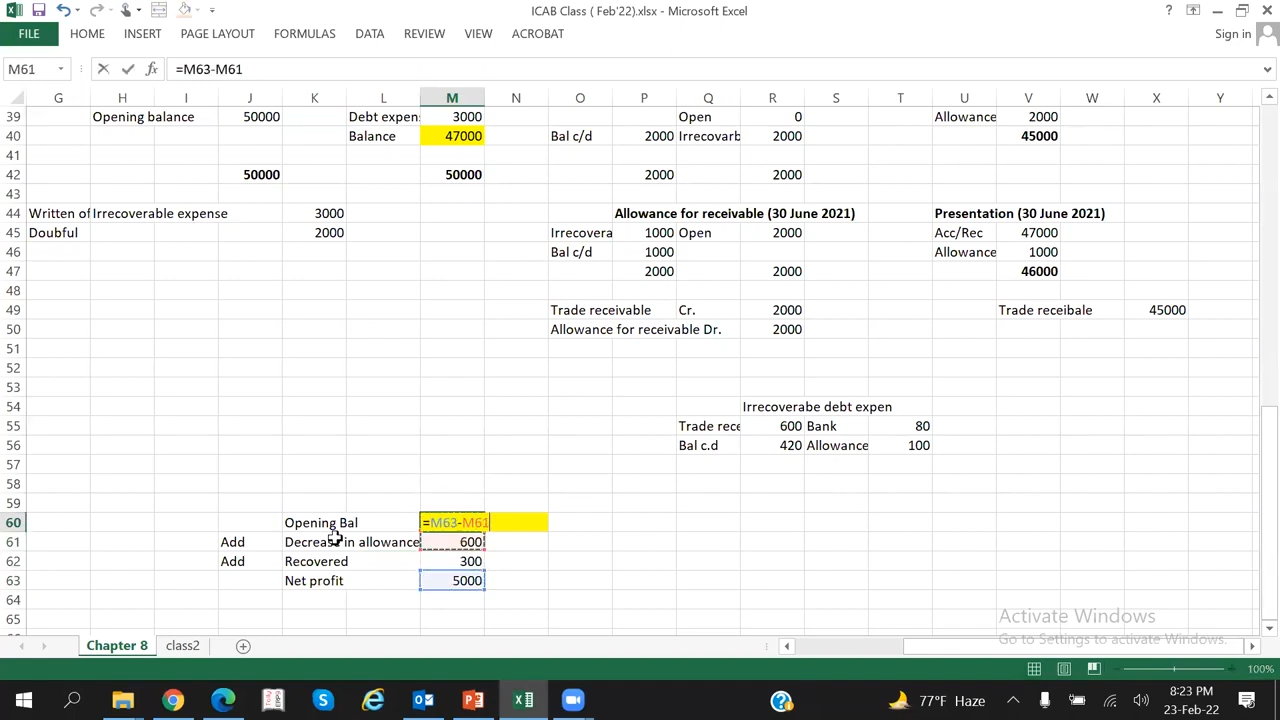 ICAB Class ( Feb'22).xlsx - Microsoft Excel
FILE HOME INSERT PAGE LAYOUT FORMULAS DATA REVIEW VIEW ACROBAT Sign in
M61 fx =M63-M61
G H I J K L M N O P Q R S T U V W X Y
39 Opening balance 50000 Debt expen 3000 Open 0 Allowance 2000
40 Balance 47000 Bal c/d 2000 Irrecovarb 2000 45000
41
42 50000 50000 2000 2000
43
44 Written of Irrecoverable expense 3000 Allowance for receivable (30 June 2021) Presentation (30 June 2021)
45 Doubful 2000 Irrecovera 1000 Open 2000 Acc/Rec 47000
46 Bal c/d 1000 Allowance 1000
47 2000 2000 46000
48
49 Trade receivable Cr. 2000 Trade receibale 45000
50 Allowance for receivable Dr. 2000
51
52
53
54 Irrecoverabe debt expen
55 Trade rece 600 Bank 80
56 Bal c.d 420 Allowance 100
57
58
59
60 Opening Bal =M63-M61
61 Add Decrease in allowance 600
62 Add Recovered 300
63 Net profit 5000
64
65
Activate Windows
Go to Settings to activate Windows.
Chapter 8 class2
100%
77°F Haze 8:23 PM
23-Feb-22